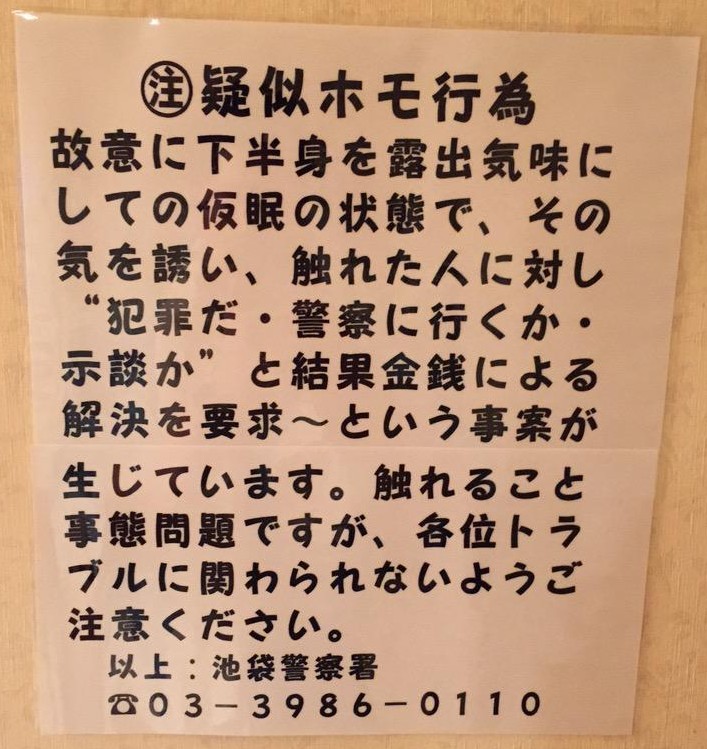 ㊟疑似ホモ行為
故意に下半身を露出気味に
しての仮眠の状態で、その
気を誘い、触れた人に対し
“犯罪だ・警察に行くか・
示談か”と結果金銭による
解決を要求～という事案が
生じています。触れること
事態問題ですが、各位トラ
ブルに関わられないようご
注意ください。
以上：池袋警察署
☎03－3986－0110